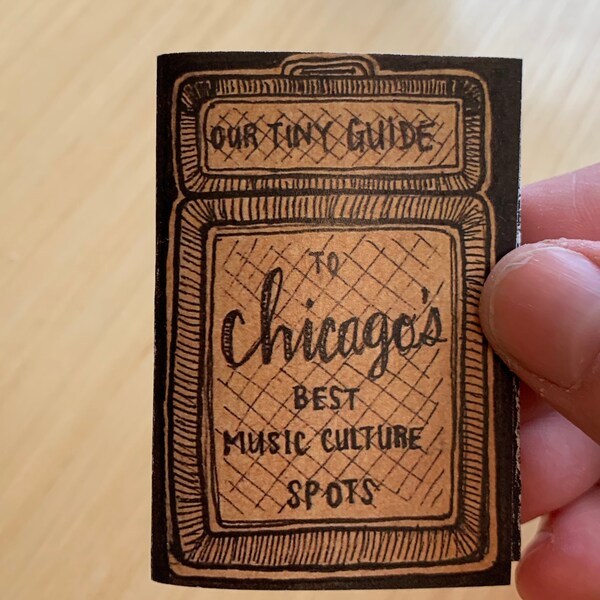 OUR TINY GUIDE
TO
Chicago's
BEST
MUSIC CULTURE
SPOTS